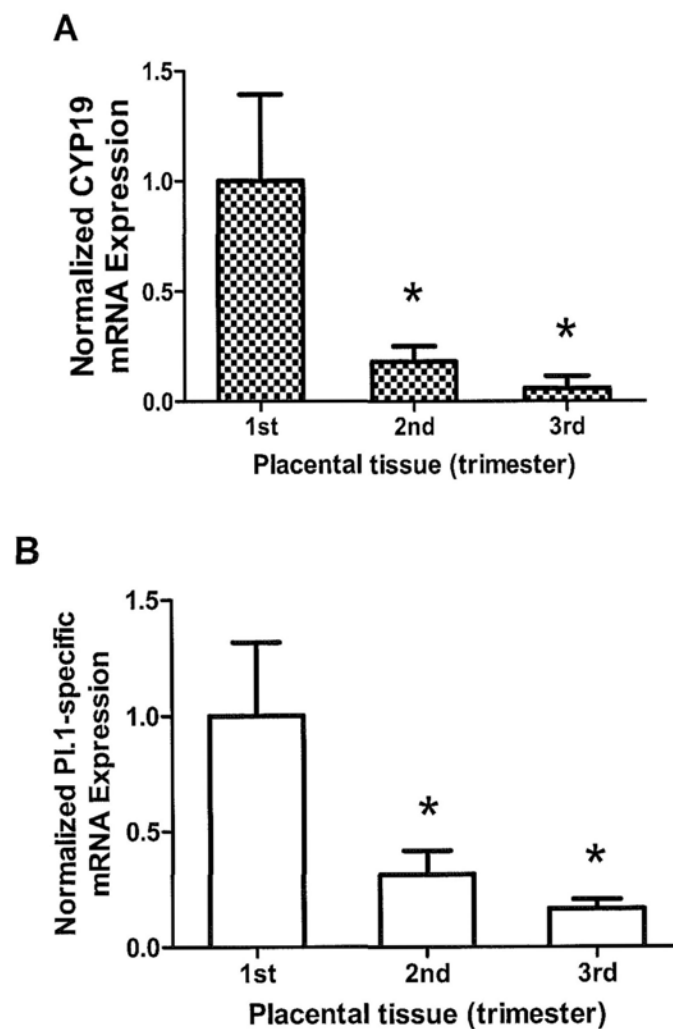 A
Normalized CYP19
mRNA Expression
1.5
1.0
0.5
0.0
*
*
1st 2nd 3rd
Placental tissue (trimester)
B
Normalized PI.1-specific
mRNA Expression
1.5
1.0
0.5
0.0
*
*
1st 2nd 3rd
Placental tissue (trimester)